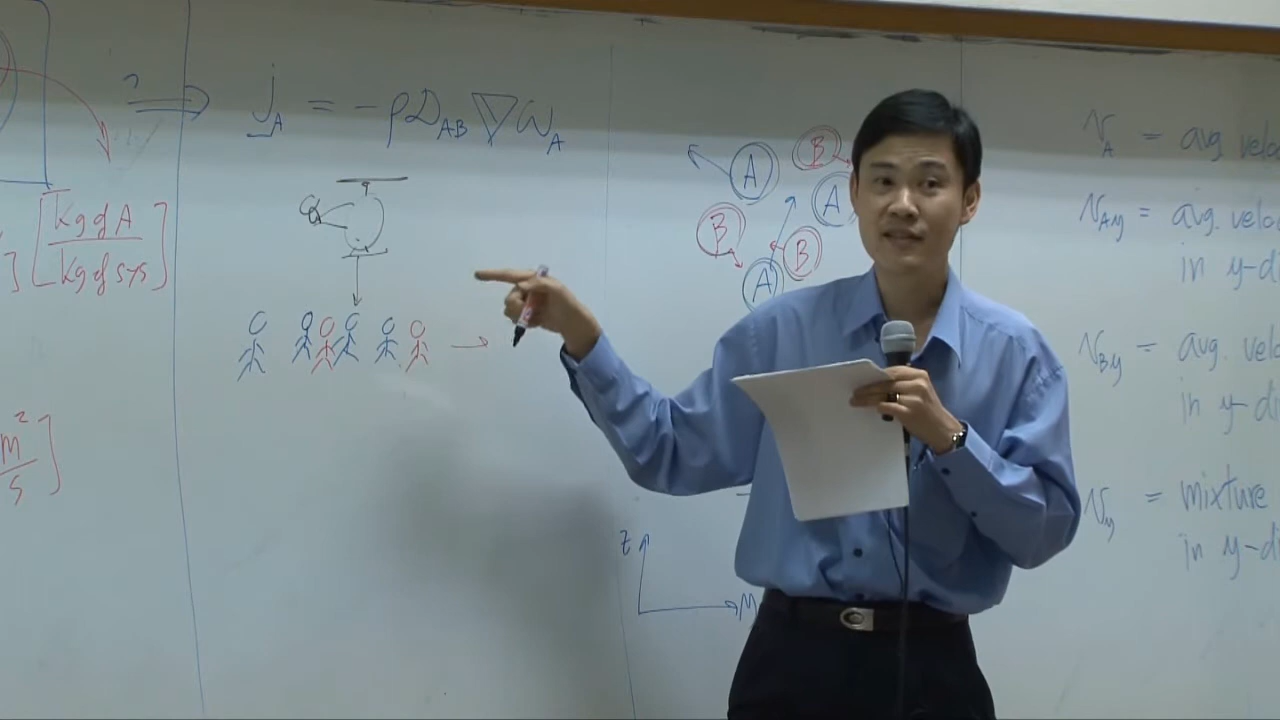 ? ⇒ j_A = -ρD_AB ∇ω_A
[kg of A / kg of sys]
m² / s ]
A B
A
B
B
A
z
y
v_A = avg. velo
v_Ay = avg. velo
in y-di
v_By = avg. velo
in y-di
v_y = mixture
in y-di